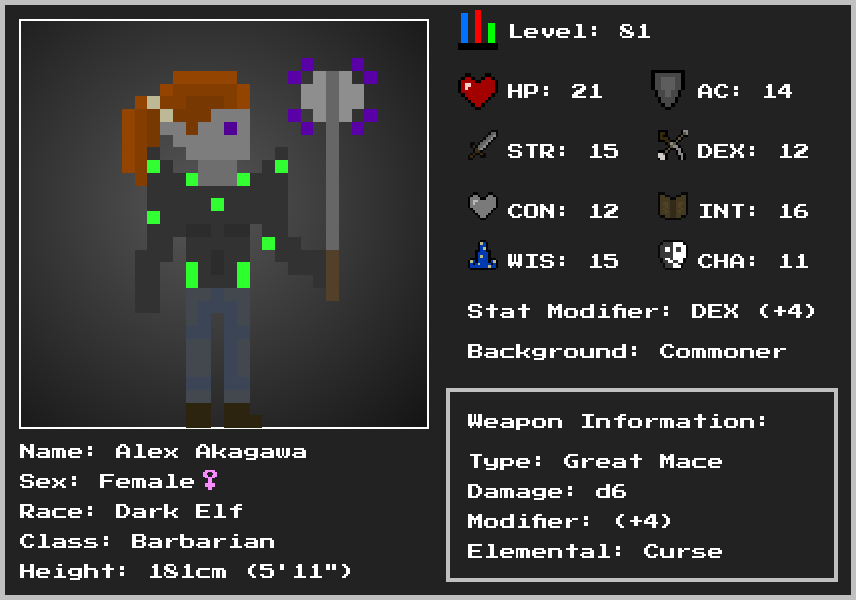 Level: 81
HP: 21
AC: 14
STR: 15
DEX: 12
CON: 12
INT: 16
WIS: 15
CHA: 11
Stat Modifier: DEX (+4)
Background: Commoner
Weapon Information:
Type: Great Mace
Damage: d6
Modifier: (+4)
Elemental: Curse
Name: Alex Akagawa
Sex: Female♀
Race: Dark Elf
Class: Barbarian
Height: 181cm (5'11")